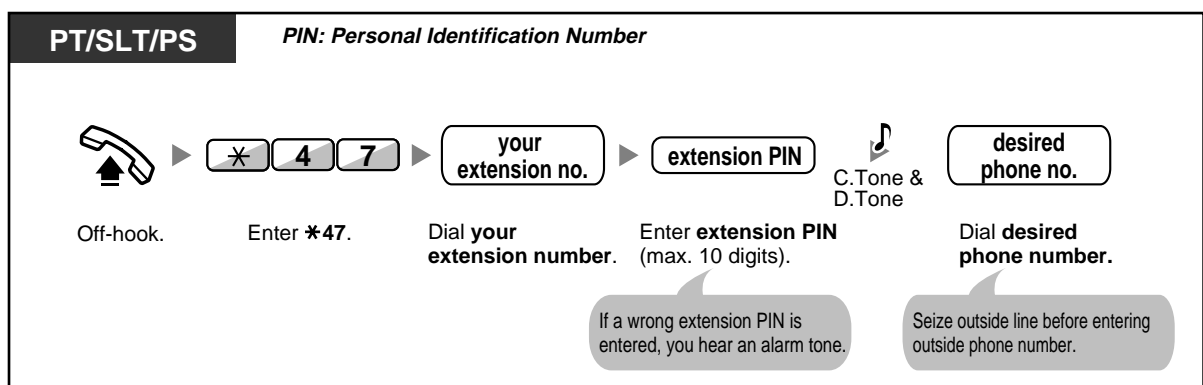 PT/SLT/PS
PIN: Personal Identification Number
* 4 7
your
extension no.
extension PIN
C.Tone &
D.Tone
desired
phone no.
Off-hook.
Enter *47.
Dial your
extension number.
Enter extension PIN
(max. 10 digits).
Dial desired
phone number.
If a wrong extension PIN is
entered, you hear an alarm tone.
Seize outside line before entering
outside phone number.